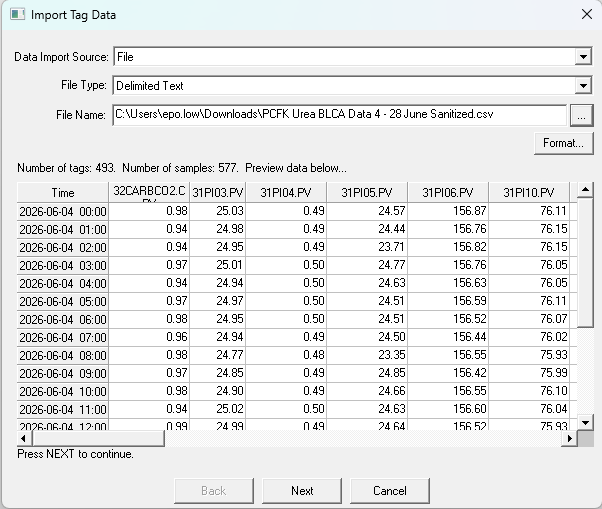 Import Tag Data
Data Import Source: File
File Type: Delimited Text
File Name: C:\Users\epo.low\Downloads\PCFK Urea BLCA Data 4 - 28 June Sanitized.csv ...
Format...
Number of tags: 493. Number of samples: 577. Preview data below...
Time 32CARBCO2.C 31PI03.PV 31PI04.PV 31PI05.PV 31PI06.PV 31PI10.PV
2026-06-04 00:00 0.98 25.03 0.49 24.57 156.87 76.11
2026-06-04 01:00 0.94 24.98 0.49 24.44 156.76 76.15
2026-06-04 02:00 0.94 24.95 0.49 23.71 156.82 76.15
2026-06-04 03:00 0.97 25.01 0.50 24.77 156.76 76.05
2026-06-04 04:00 0.94 24.94 0.50 24.63 156.63 76.05
2026-06-04 05:00 0.97 24.97 0.50 24.51 156.59 76.11
2026-06-04 06:00 0.98 24.95 0.50 24.51 156.52 76.07
2026-06-04 07:00 0.96 24.94 0.49 24.50 156.44 76.02
2026-06-04 08:00 0.98 24.77 0.48 23.35 156.55 75.93
2026-06-04 09:00 0.97 24.85 0.49 24.85 156.42 75.99
2026-06-04 10:00 0.98 24.90 0.49 24.66 156.55 76.10
2026-06-04 11:00 0.94 25.02 0.50 24.63 156.60 76.04
2026-06-04 12:00 0.99 24.99 0.49 24.64 156.52 75.93
Press NEXT to continue.
Back Next Cancel